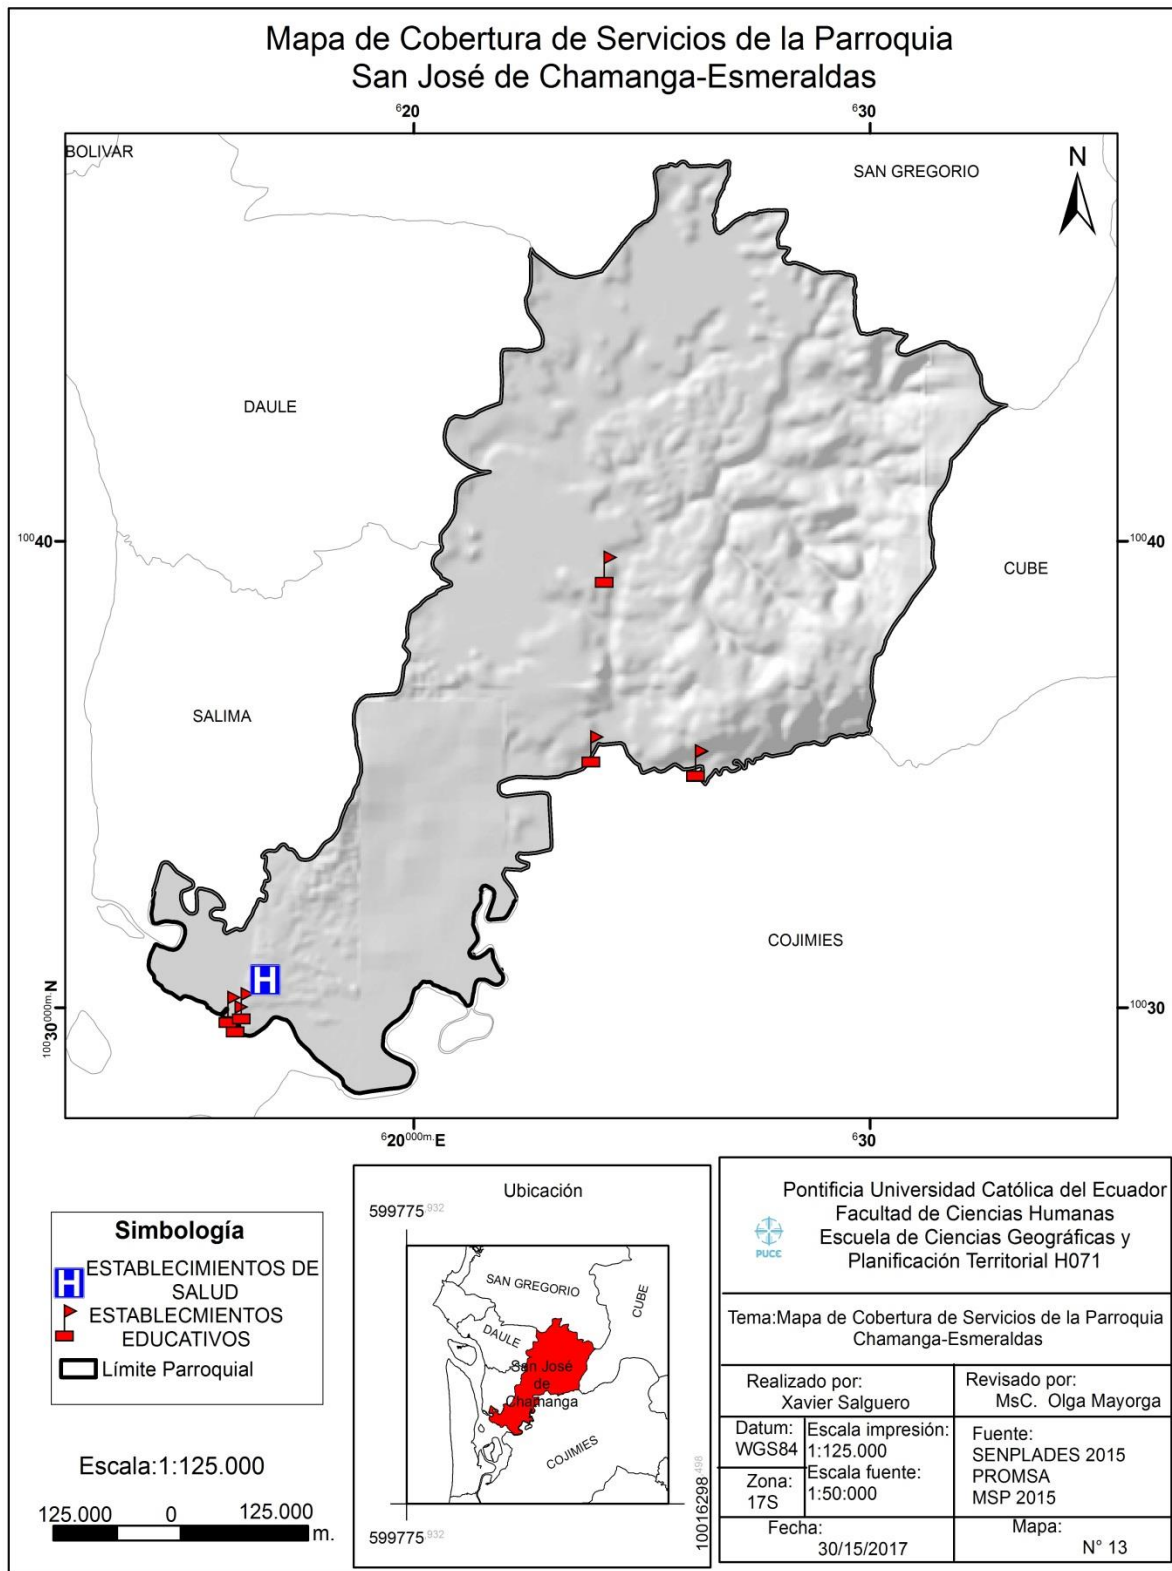 Mapa de Cobertura de Servicios de la Parroquia
San José de Chamanga-Esmeraldas
620
630
BOLIVAR
SAN GREGORIO
N
DAULE
10040
10040
CUBE
SALIMA
COJIMIES
10030000m.N
10030
620000m.E
630
Simbología
ESTABLECIMIENTOS DE
SALUD
ESTABLECMIENTOS
EDUCATIVOS
Límite Parroquial
Escala:1:125.000
125.000 0 125.000
m.
Ubicación
599775,932
SAN GREGORIO
CUBE
DAULE
San José
de
Chamanga
COJIMIES
10016298,498
599775,932
Pontificia Universidad Católica del Ecuador
Facultad de Ciencias Humanas
Escuela de Ciencias Geográficas y
Planificación Territorial H071
PUCE
Tema:Mapa de Cobertura de Servicios de la Parroquia
Chamanga-Esmeraldas
Realizado por:
Xavier Salguero
Revisado por:
MsC. Olga Mayorga
Datum:
WGS84
Escala impresión:
1:125.000
Zona:
17S
Escala fuente:
1:50:000
Fuente:
SENPLADES 2015
PROMSA
MSP 2015
Fecha:
30/15/2017
Mapa:
N° 13